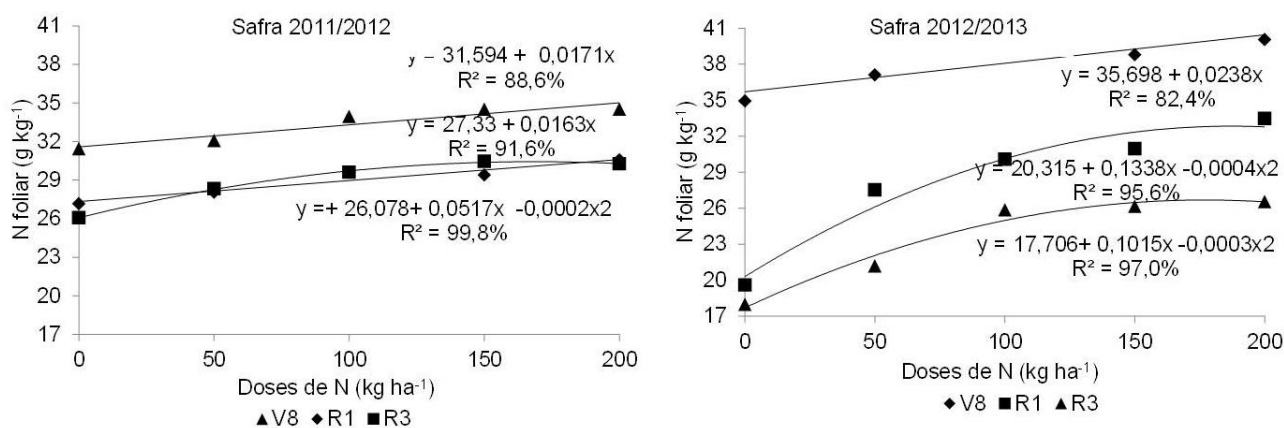 Safra 2011/2012
41
38
35
32
29
26
23
20
17
N foliar (g kg⁻¹)
y = 31,594 + 0,0171x
R² = 88,6%
y = 27,33 + 0,0163x
R² = 91,6%
y =+ 26,078+ 0,0517x -0,0002x2
R² = 99,8%
0 50 100 150 200
Doses de N (kg ha⁻¹)
V8 R1 R3
Safra 2012/2013
41
38
35
32
29
26
23
20
17
N foliar (g kg⁻¹)
y = 35,698 + 0,0238x
R² = 82,4%
y = 20,315 + 0,1338x -0,0004x2
R² = 95,6%
y = 17,706+ 0,1015x -0,0003x2
R² = 97,0%
0 50 100 150 200
Doses de N (kg ha⁻¹)
V8 R1 R3